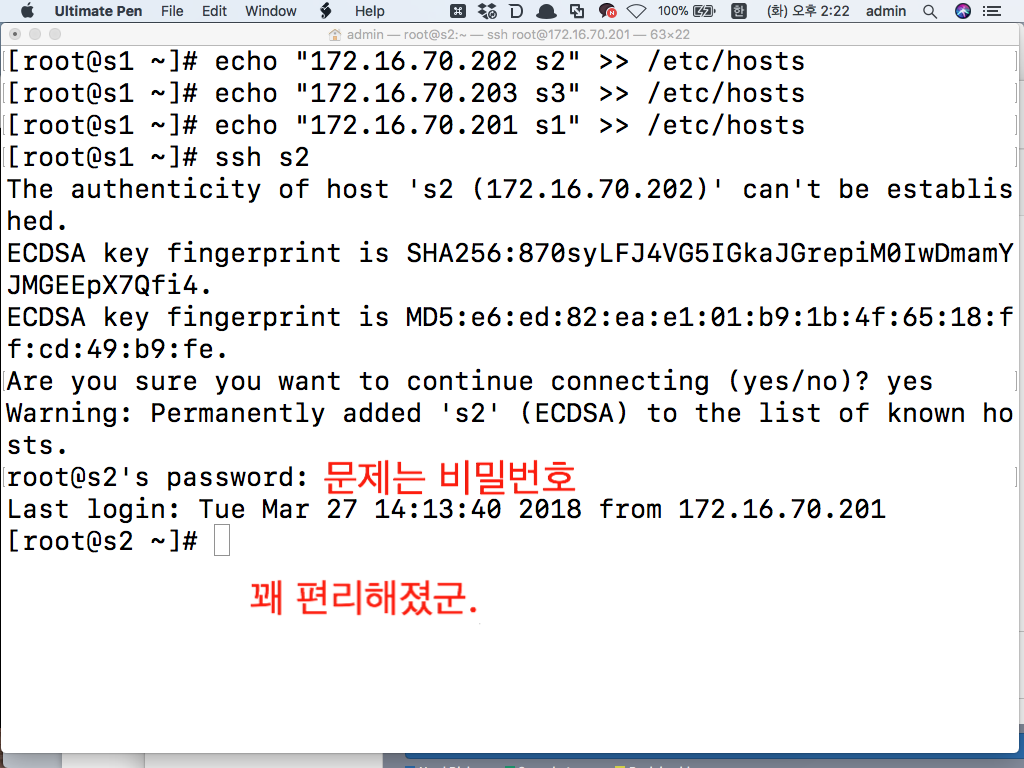 Ultimate Pen File Edit Window Help 100% 한 (화) 오후 2:22 admin
admin — root@s2:~ — ssh root@172.16.70.201 — 63×22
[root@s1 ~]# echo "172.16.70.202 s2" >> /etc/hosts
[root@s1 ~]# echo "172.16.70.203 s3" >> /etc/hosts
[root@s1 ~]# echo "172.16.70.201 s1" >> /etc/hosts
[root@s1 ~]# ssh s2
The authenticity of host 's2 (172.16.70.202)' can't be establis
hed.
ECDSA key fingerprint is SHA256:870syLFJ4VG5IGkaJGrepiM0IwDmamY
JMGEEpX7Qfi4.
ECDSA key fingerprint is MD5:e6:ed:82:ea:e1:01:b9:1b:4f:65:18:f
f:cd:49:b9:fe.
Are you sure you want to continue connecting (yes/no)? yes
Warning: Permanently added 's2' (ECDSA) to the list of known ho
sts.
root@s2's password: 문제는 비밀번호
Last login: Tue Mar 27 14:13:40 2018 from 172.16.70.201
[root@s2 ~]#
꽤 편리해졌군.